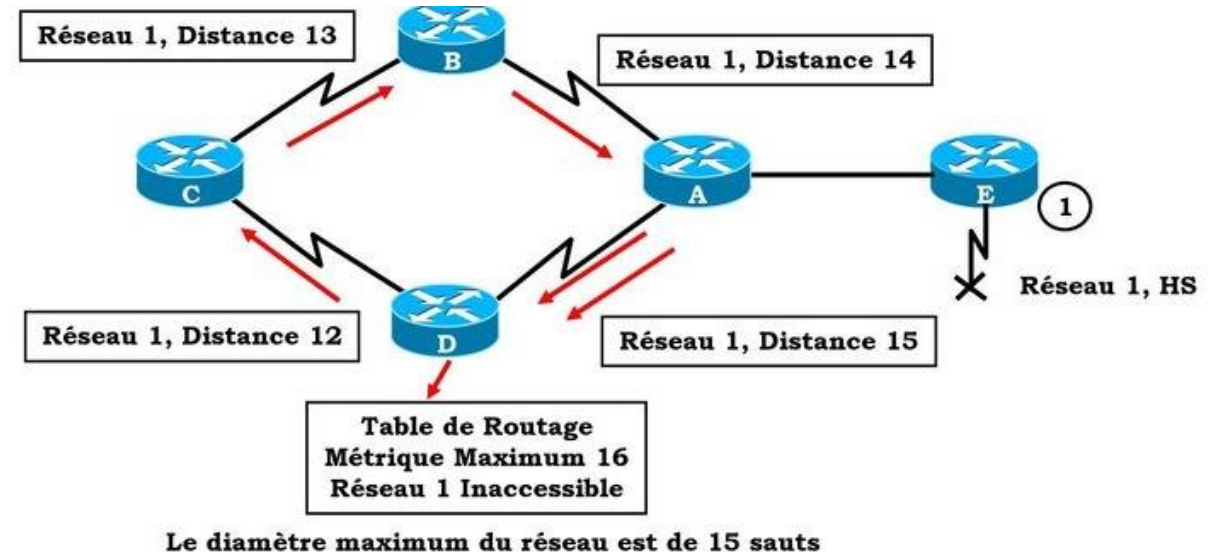 Réseau 1, Distance 13
B
Réseau 1, Distance 14
C
A
E
1
Réseau 1, HS
Réseau 1, Distance 12
D
Réseau 1, Distance 15
Table de Routage
Métrique Maximum 16
Réseau 1 Inaccessible
Le diamètre maximum du réseau est de 15 sauts